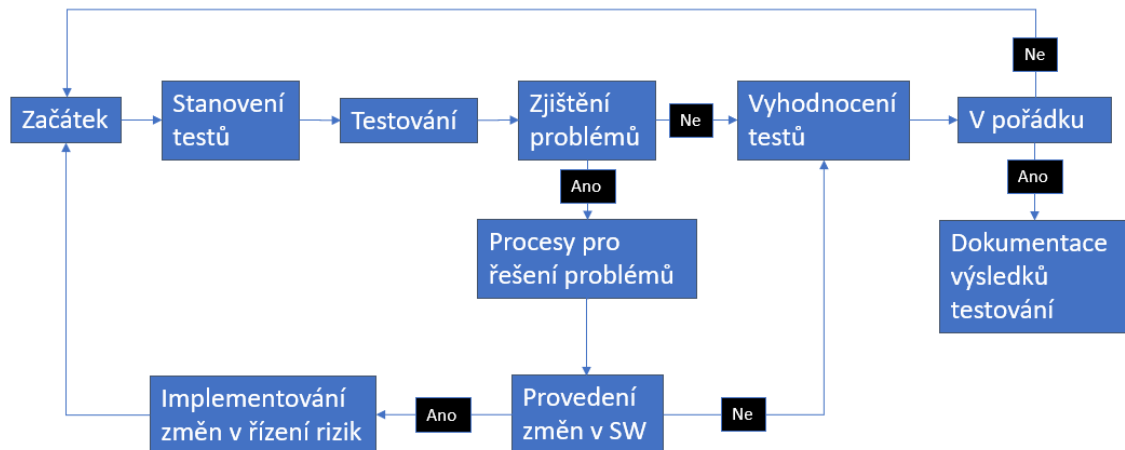 Ne
Začátek
Stanovení
testů
Testování
Zjištění
problémů
Ne
Vyhodnocení
testů
V pořádku
Ano
Ano
Procesy pro
řešení problémů
Dokumentace
výsledků
testování
Implementování
změn v řízení rizik
Ano
Provedení
změn v SW
Ne